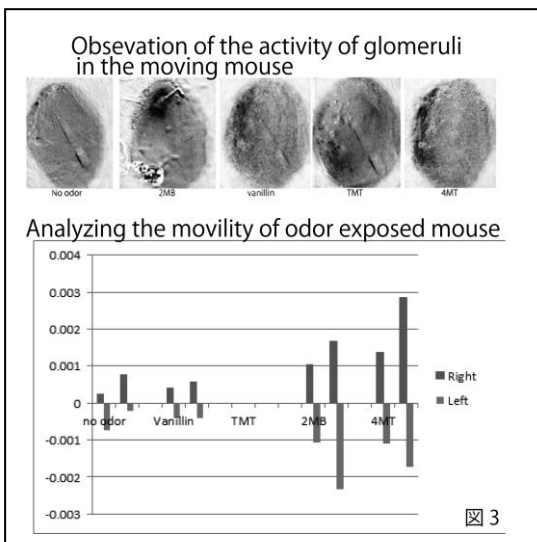 Obsevation of the activity of glomeruli
in the moving mouse
No odor
2MB
vanillin
TMT
4MT
Analyzing the movility of odor exposed mouse
0.004
0.003
0.002
0.001
0
-0.001
-0.002
-0.003
no odor
Vanillin
TMT
2MB
4MT
Right
Left
図 3